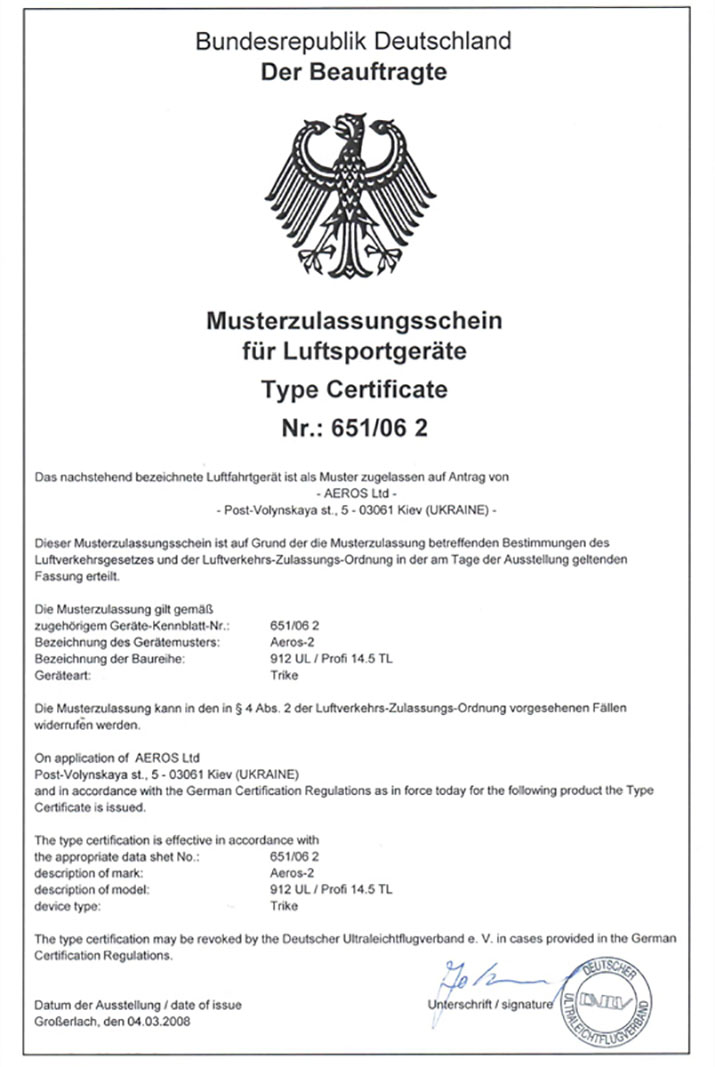 Bundesrepublik Deutschland
Der Beauftragte
Musterzulassungsschein
für Luftsportgeräte
Type Certificate
Nr.: 651/06 2
Das nachstehend bezeichnete Luftfahrtgerät ist als Muster zugelassen auf Antrag von
- AEROS Ltd -
- Post-Volynskaya st., 5 - 03061 Kiev (UKRAINE) -
Dieser Musterzulassungsschein ist auf Grund der die Musterzulassung betreffenden Bestimmungen des
Luftverkehrsgesetzes und der Luftverkehrs-Zulassungs-Ordnung in der am Tage der Ausstellung geltenden
Fassung erteilt.
Die Musterzulassung gilt gemäß
zugehörigem Geräte-Kennblatt-Nr.: 651/06 2
Bezeichnung des Gerätemusters: Aeros-2
Bezeichnung der Baureihe: 912 UL / Profi 14.5 TL
Geräteart: Trike
Die Musterzulassung kann in den in § 4 Abs. 2 der Luftverkehrs-Zulassungs-Ordnung vorgesehenen Fällen
widerrufen werden.
On application of AEROS Ltd
Post-Volynskaya st., 5 - 03061 Kiev (UKRAINE)
and in accordance with the German Certification Regulations as in force today for the following product the Type
Certificate is issued.
The type certification is effective in accordance with
the appropriate data shet No.: 651/06 2
description of mark: Aeros-2
description of model: 912 UL / Profi 14.5 TL
device type: Trike
The type certification may be revoked by the Deutscher Ultraleichtflugverband e. V. in cases provided in the German
Certification Regulations.
Datum der Ausstellung / date of issue
Großerlach, den 04.03.2008
Unterschrift / signature
DEUTSCHER
ULTRALEICHTFLUGVERBAND